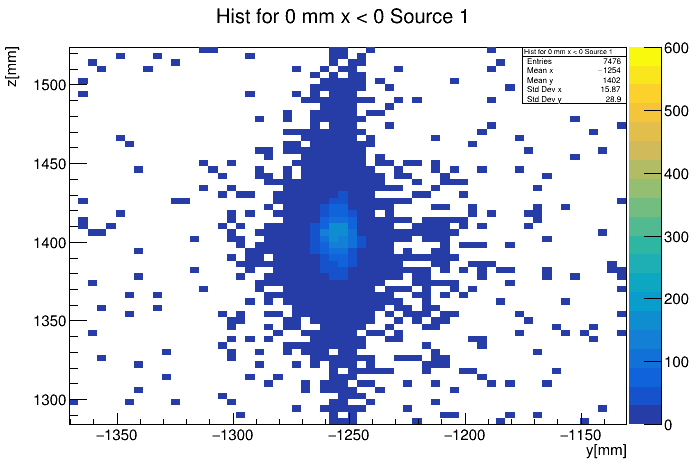 Hist for 0 mm x < 0 Source 1
z[mm]
Hist for 0 mm x < 0 Source 1
Entries 7476
Mean x −1254
Mean y 1402
Std Dev x 15.87
Std Dev y 28.9
1500
1450
1400
1350
1300
−1350 −1300 −1250 −1200 −1150
y[mm]
600
500
400
300
200
100
0